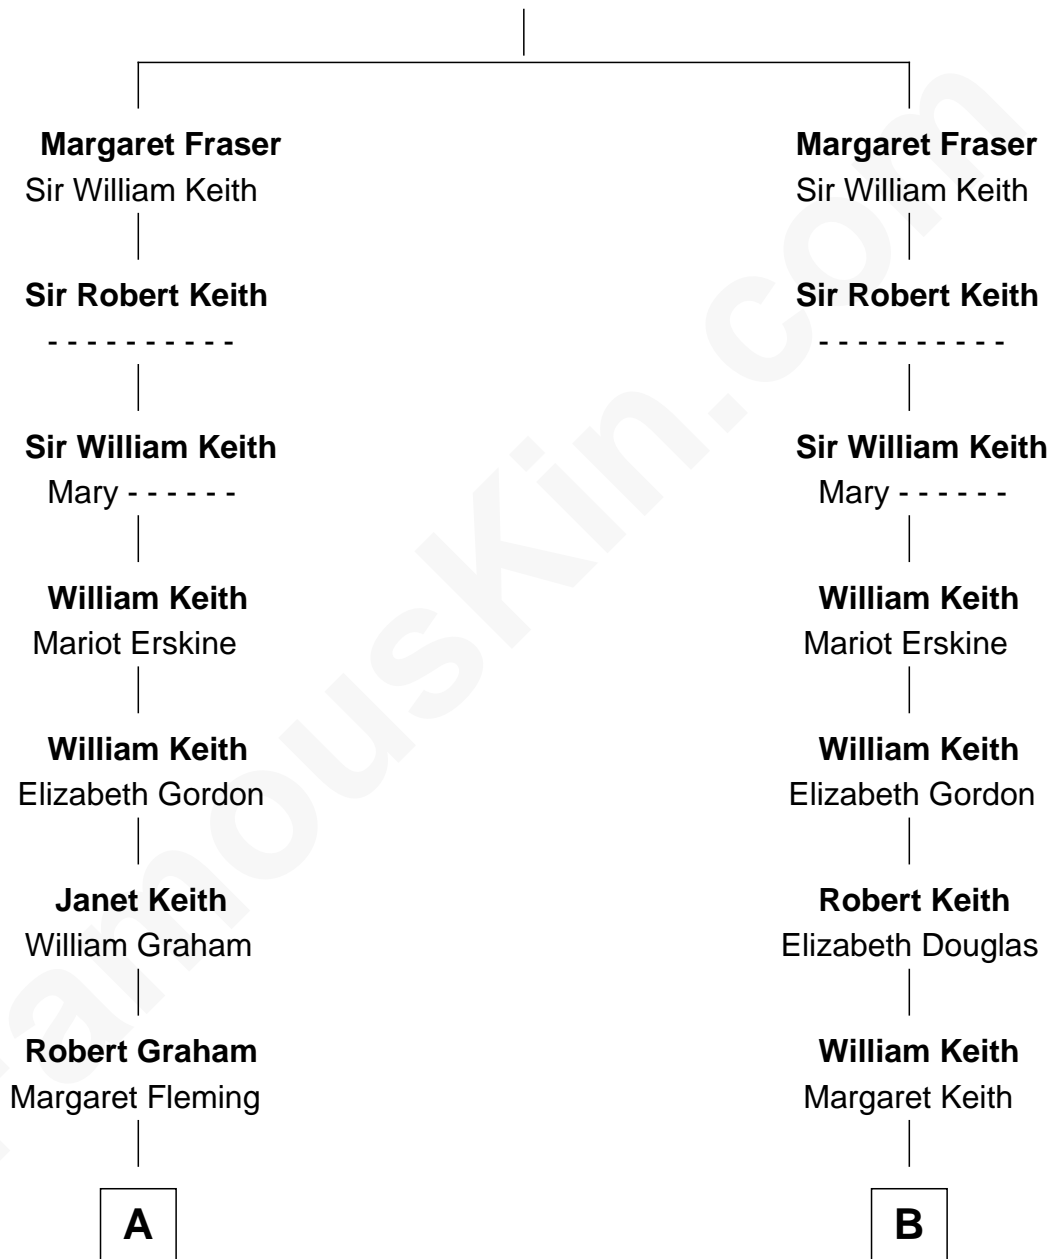 Margaret Fraser Margaret Fraser
Sir William Keith Sir William Keith
Sir Robert Keith Sir Robert Keith
- - - - - - - - - - - - - - - - - - - -
Sir William Keith Sir William Keith
Mary - - - - - - Mary - - - - - -
William Keith William Keith
Mariot Erskine Mariot Erskine
William Keith William Keith
Elizabeth Gordon Elizabeth Gordon
Janet Keith Robert Keith
William Graham Elizabeth Douglas
Robert Graham William Keith
Margaret Fleming Margaret Keith
A B
FamousKin.com